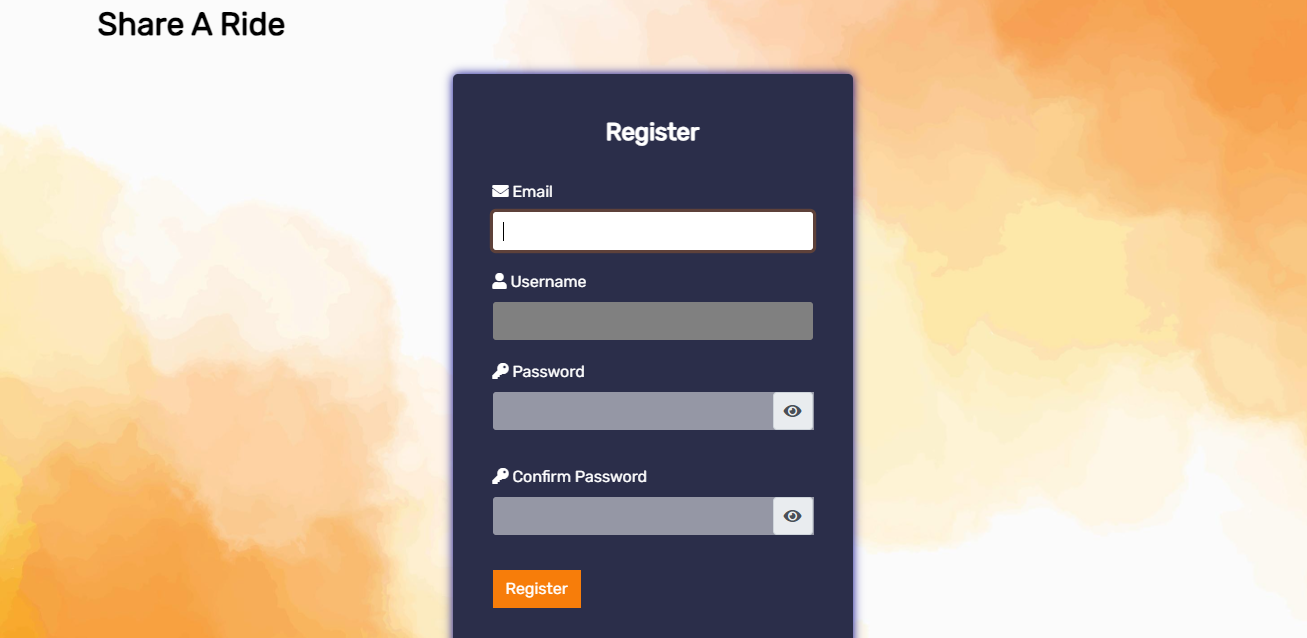 Share A Ride
Register
Email
Username
Password
Confirm Password
Register